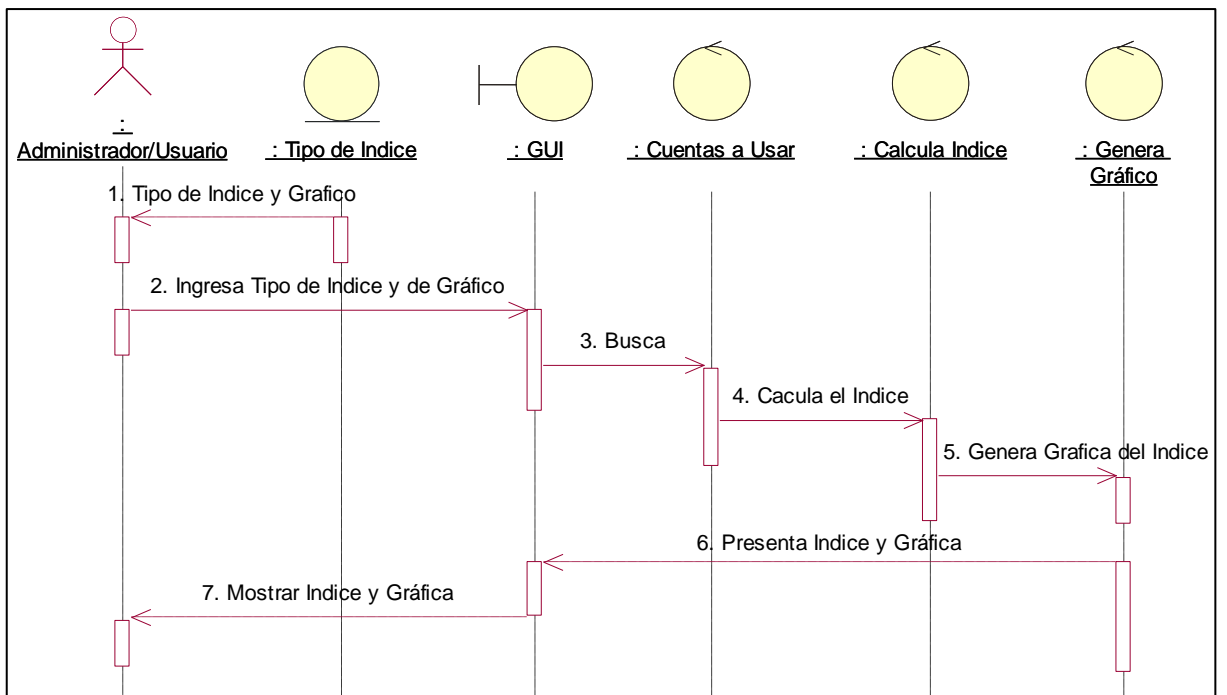 :
Administrador/Usuario
: Tipo de Indice
: GUI
: Cuentas a Usar
: Calcula Indice
: Genera
Gráfico
1. Tipo de Indice y Grafico
2. Ingresa Tipo de Indice y de Gráfico
3. Busca
4. Cacula el Indice
5. Genera Grafica del Indice
6. Presenta Indice y Gráfica
7. Mostrar Indice y Gráfica